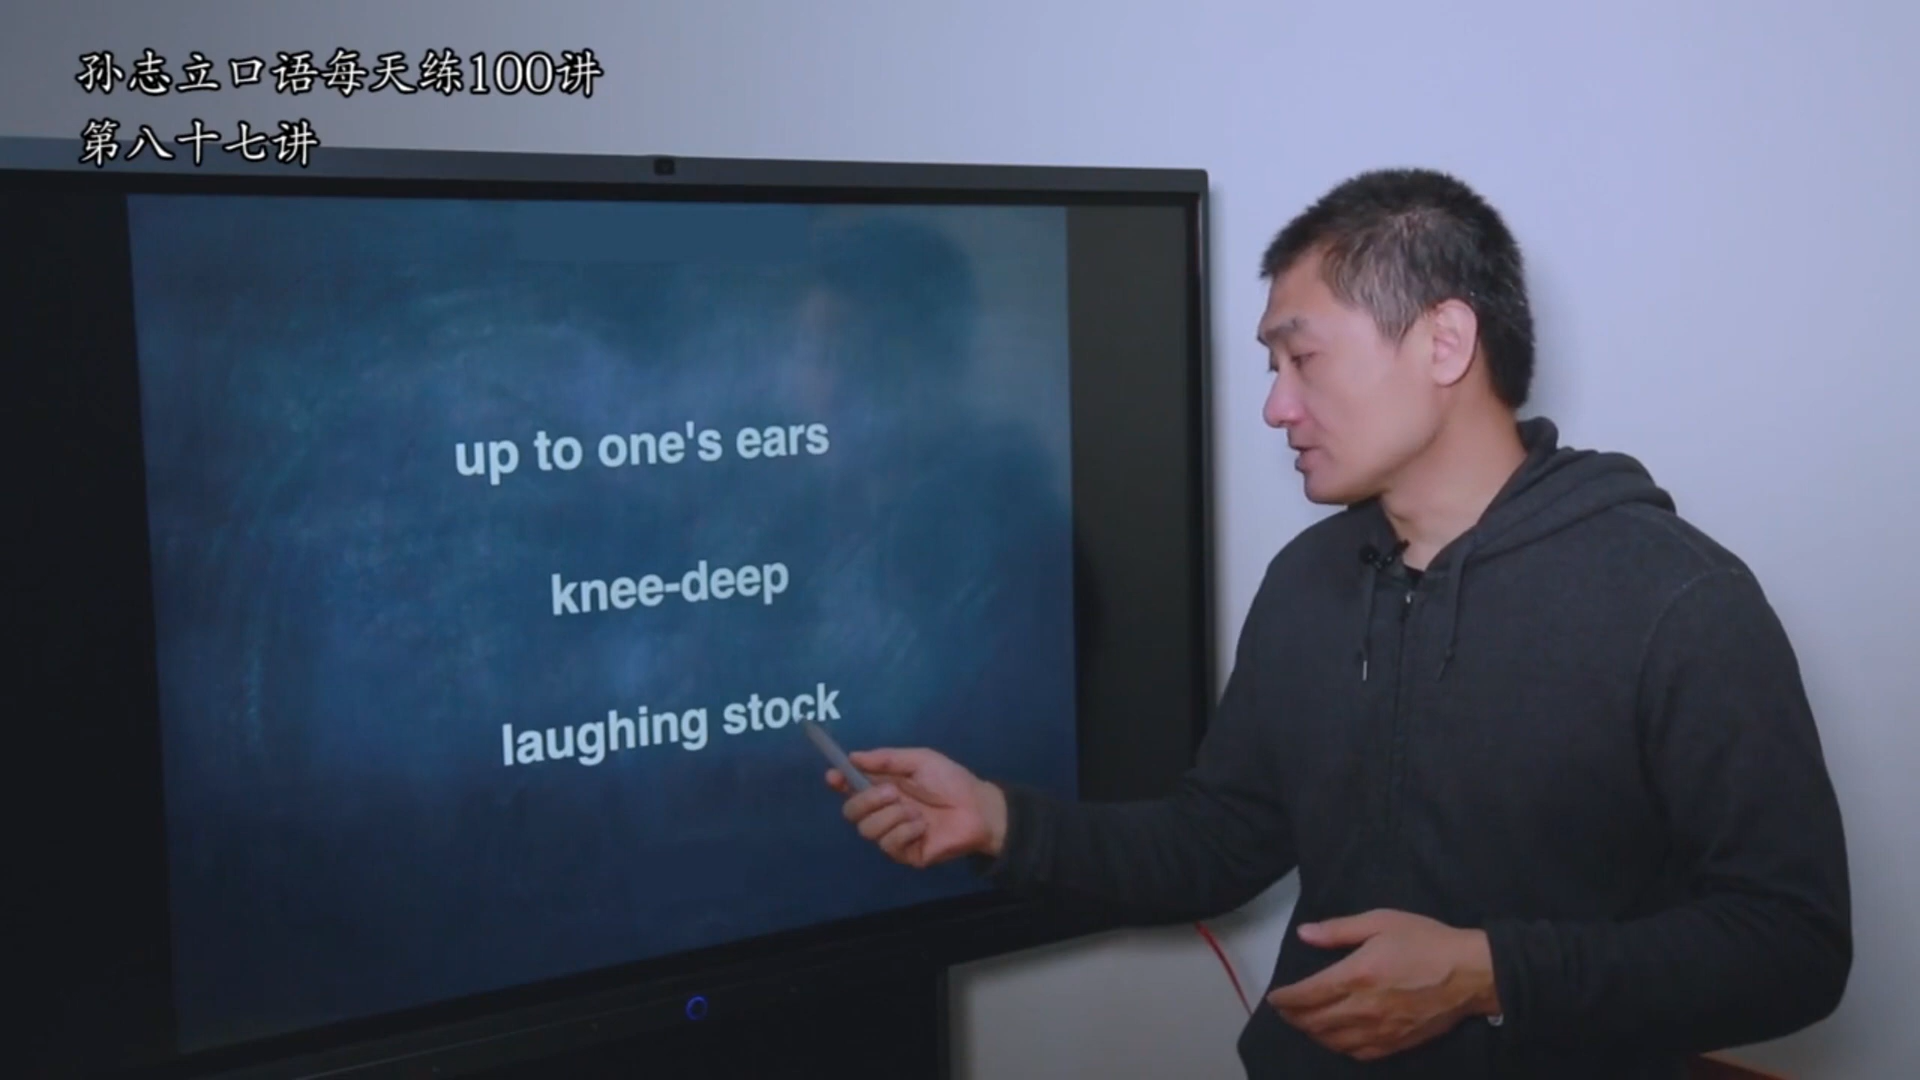 孙志立口语每天练100讲
第八十七讲
up to one's ears
knee-deep
laughing stock